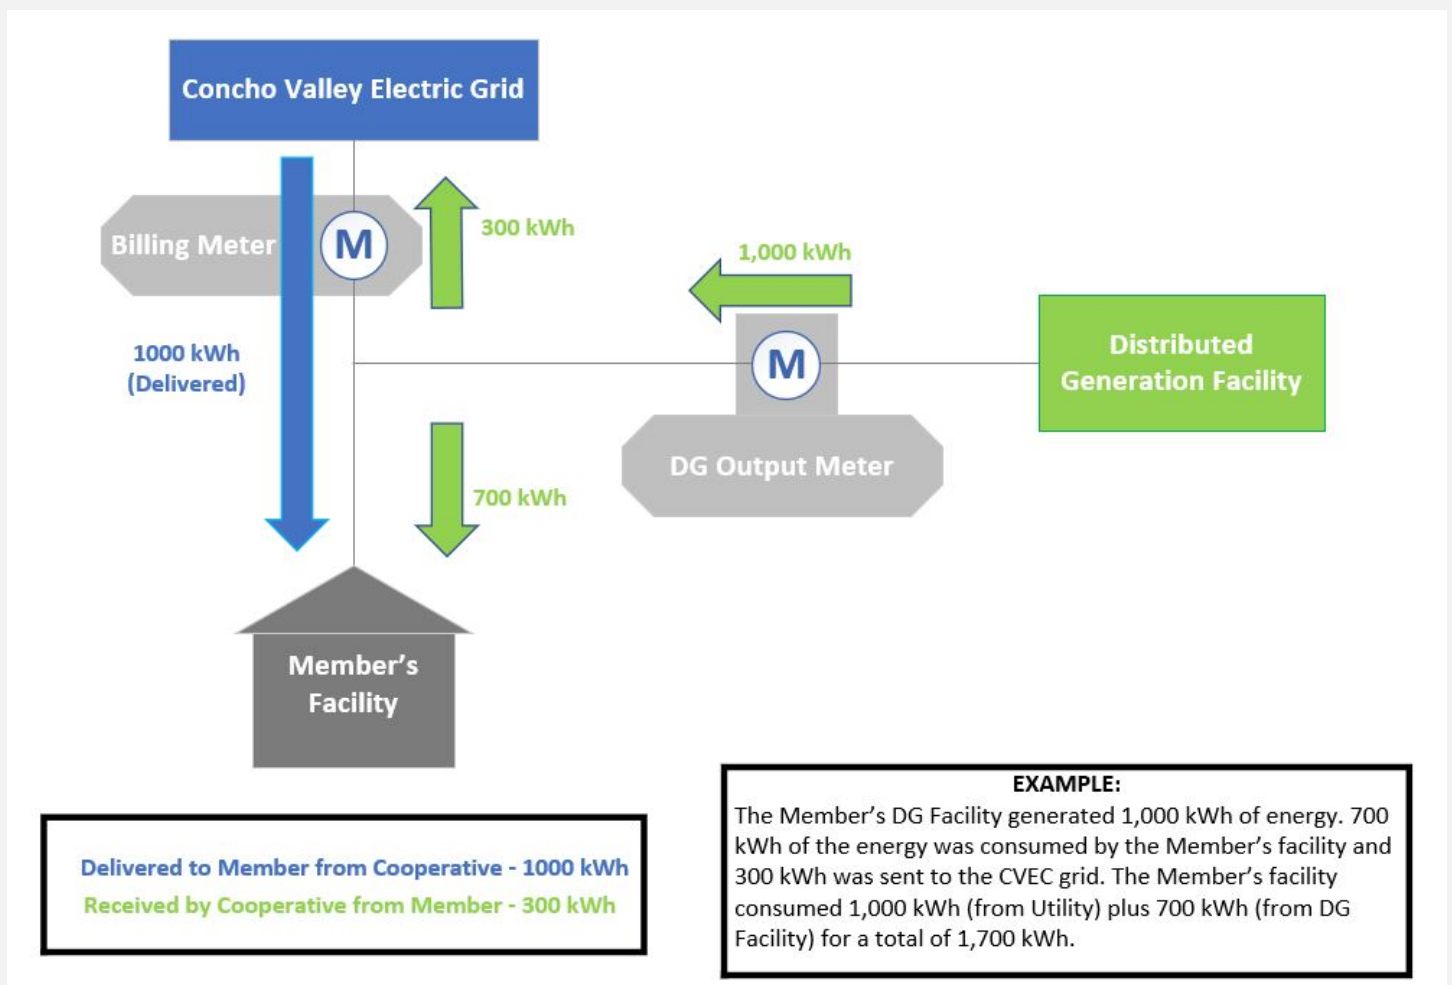 Concho Valley Electric Grid
Billing Meter
M
300 kWh
1,000 kWh
1000 kWh
(Delivered)
M
Distributed
Generation Facility
DG Output Meter
700 kWh
Member’s
Facility
Delivered to Member from Cooperative - 1000 kWh
Received by Cooperative from Member - 300 kWh
EXAMPLE:
The Member’s DG Facility generated 1,000 kWh of energy. 700
kWh of the energy was consumed by the Member’s facility and
300 kWh was sent to the CVEC grid. The Member’s facility
consumed 1,000 kWh (from Utility) plus 700 kWh (from DG
Facility) for a total of 1,700 kWh.